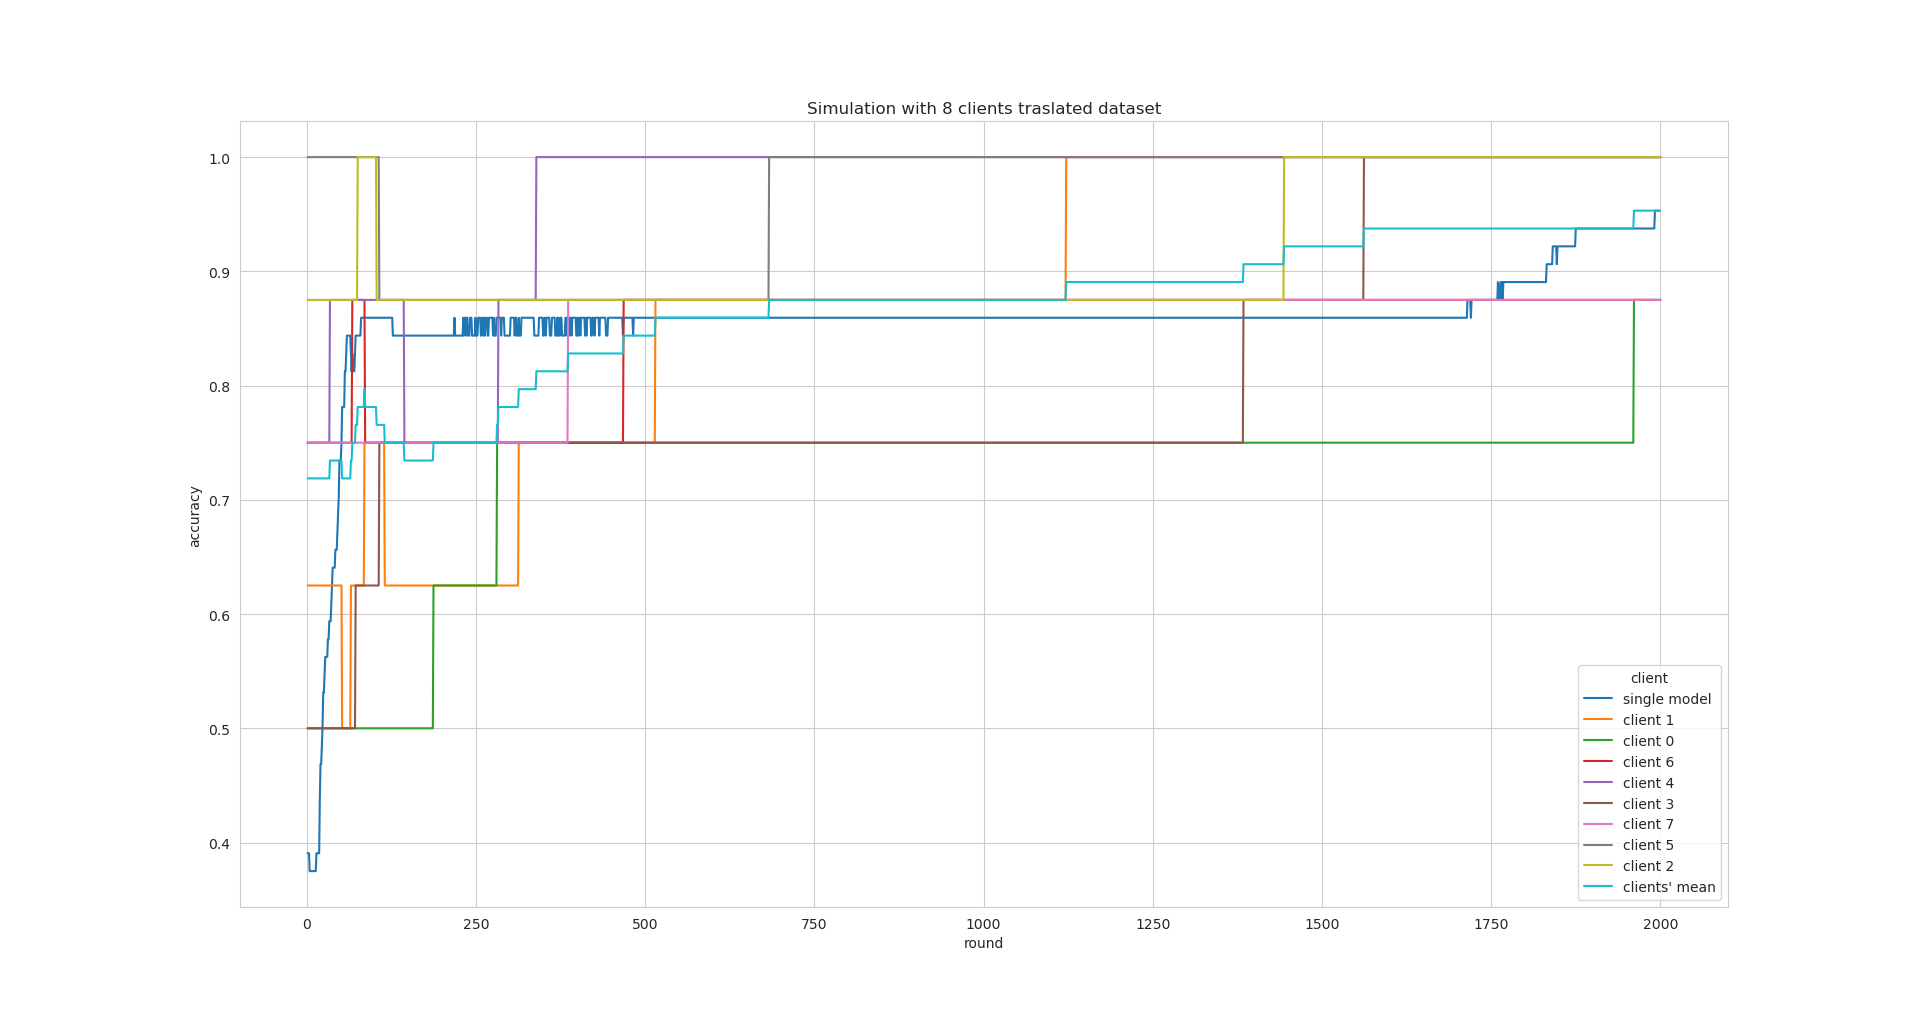 Simulation with 8 clients traslated dataset
accuracy
1.0
0.9
0.8
0.7
0.6
0.5
0.4
0
250
500
750
1000
1250
1500
1750
2000
round
client
single model
client 1
client 0
client 6
client 4
client 3
client 7
client 5
client 2
clients' mean